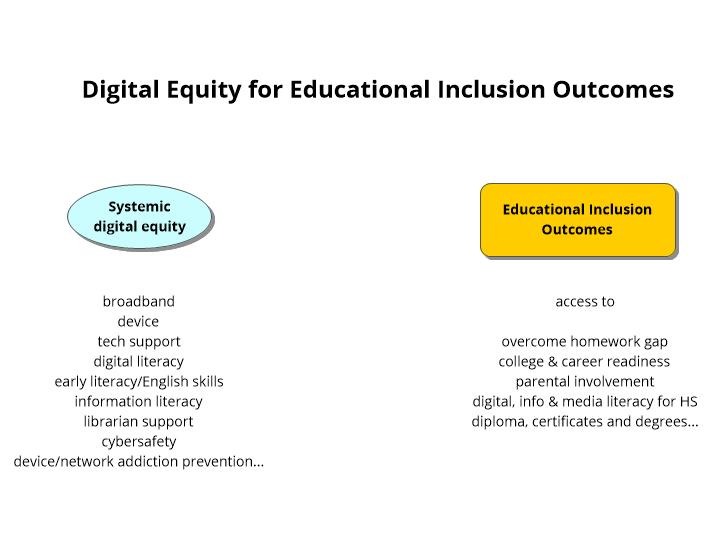 Digital Equity for Educational Inclusion Outcomes
Systemic
digital equity
broadband
device
tech support
digital literacy
early literacy/English skills
information literacy
librarian support
cybersafety
device/network addiction prevention...
Educational Inclusion
Outcomes
access to
overcome homework gap
college & career readiness
parental involvement
digital, info & media literacy for HS
diploma, certificates and degrees...